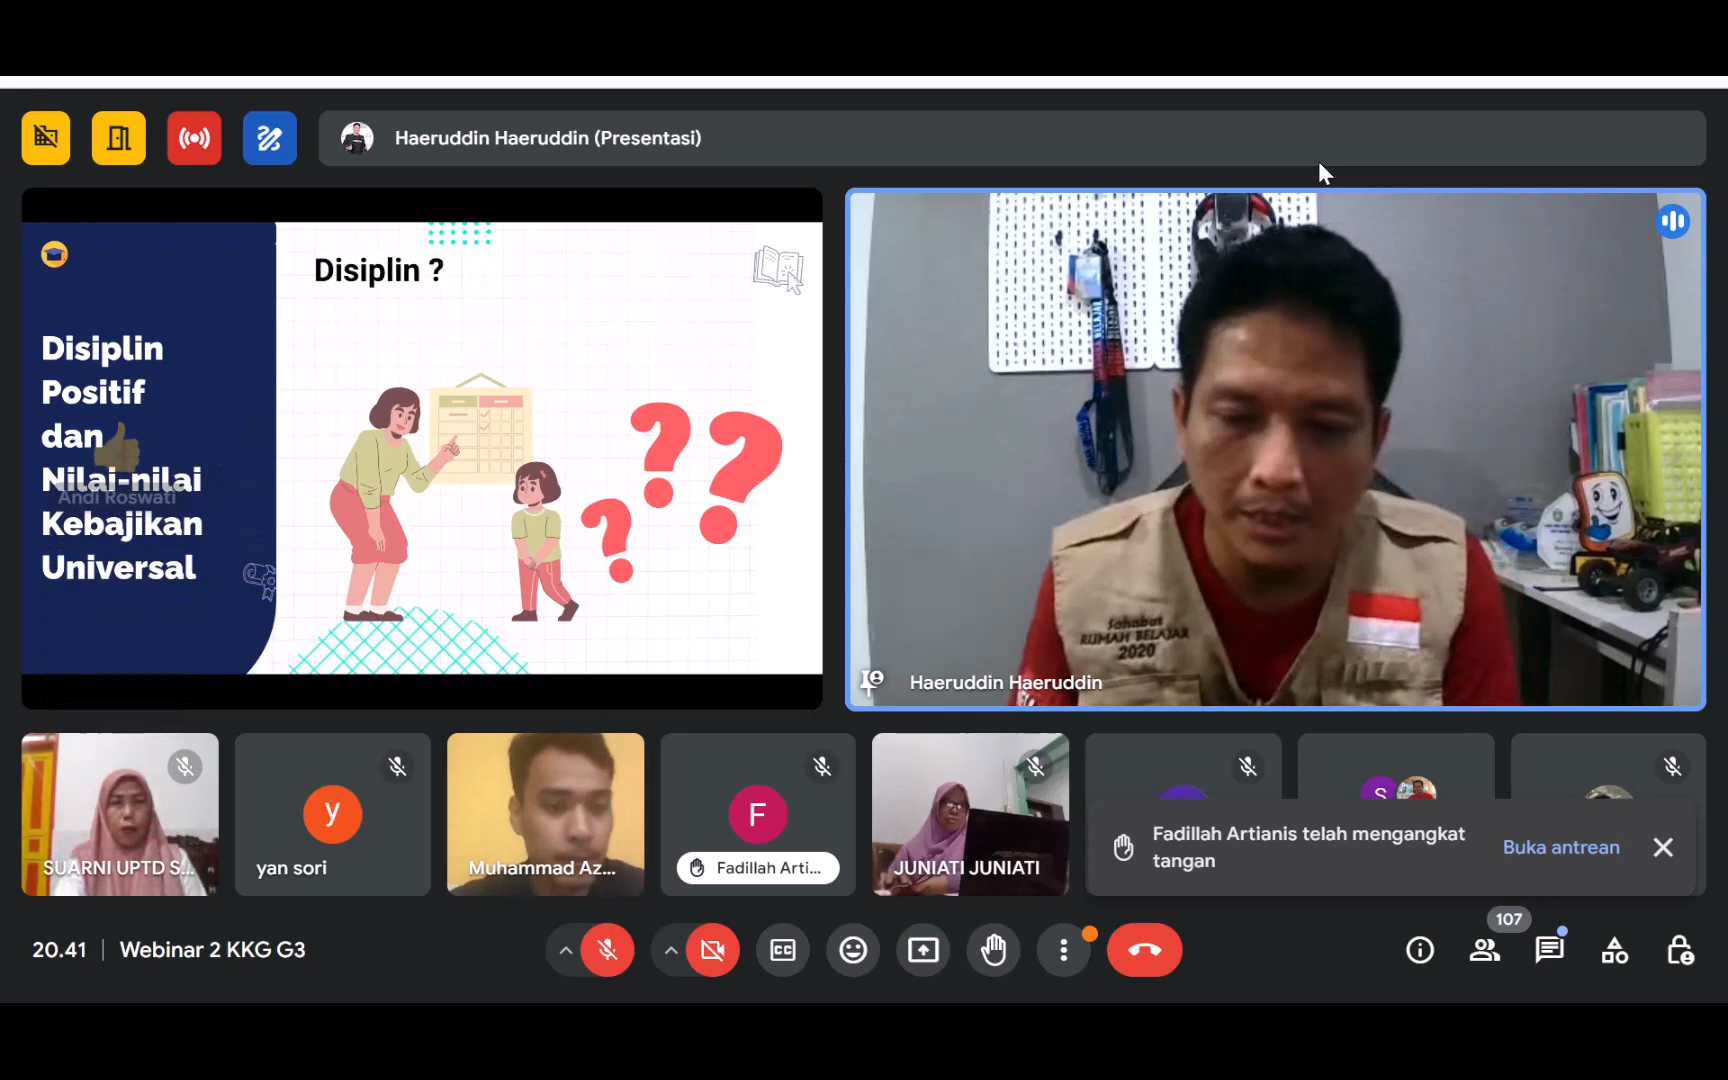 Haeruddin Haeruddin (Presentasi)
Disiplin ?
Disiplin
Positif
dan
Nilai-nilai
Andi Roswati
Kebajikan
Universal
Sahabat
RUMAH BELAJAR
2020
Haeruddin Haeruddin
SUARNI UPTD S...
y
yan sori
Muhammad Az...
F
Fadillah Arti...
JUNIATI JUNIATI
S
Fadillah Artianis telah mengangkat
tangan
Buka antrean
20.41
Webinar 2 KKG G3
CC
107